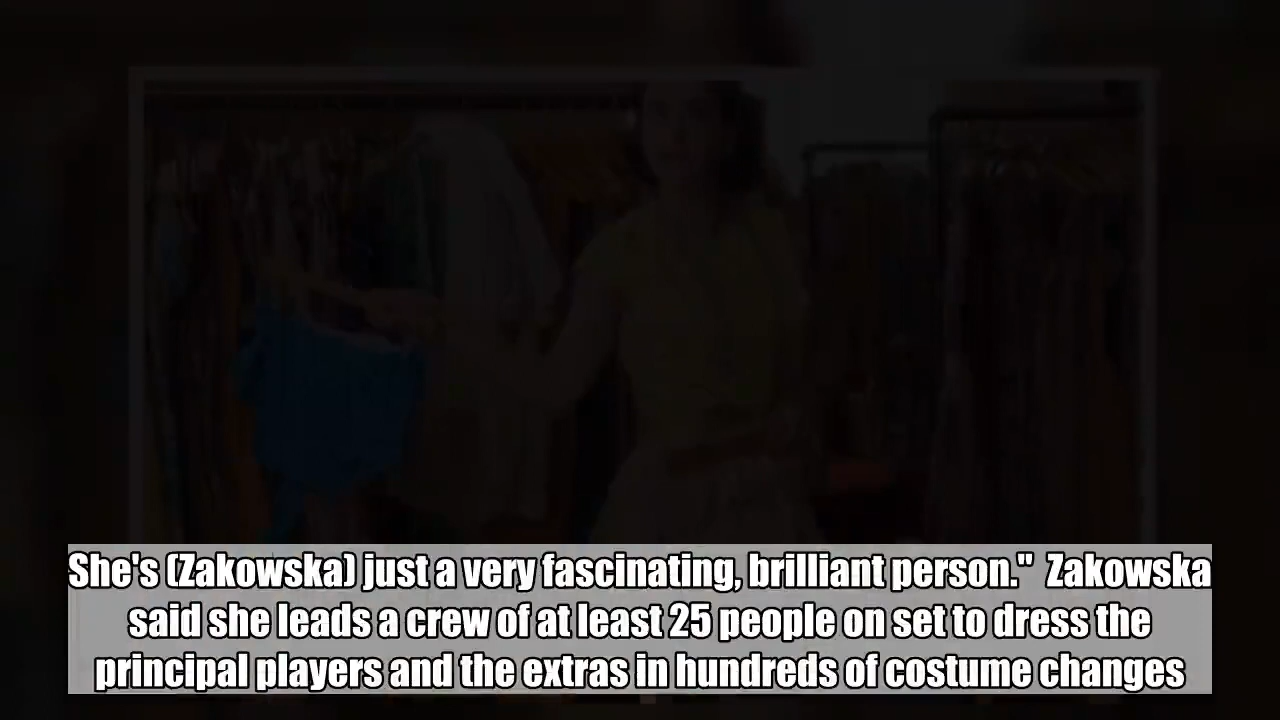 She's (Zakowska) just a very fascinating, brilliant person."  Zakowska
said she leads a crew of at least 25 people on set to dress the
principal players and the extras in hundreds of costume changes